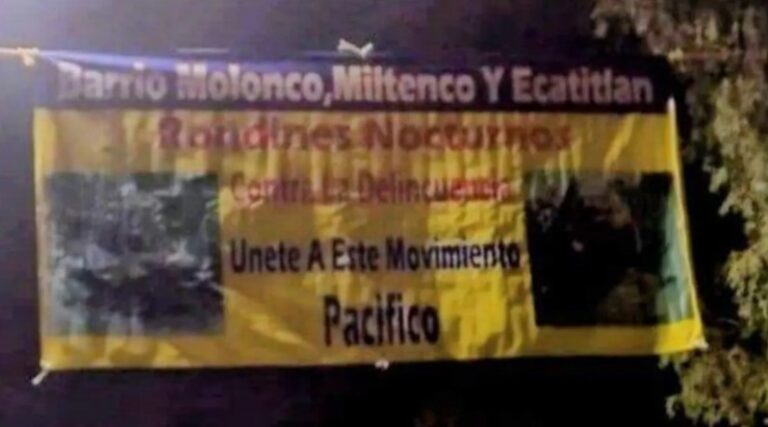 Barrio Molonco,Miltenco Y Ecatitlan
Rondines Nocturnos
Contra La Delincuencia
Unete A Este Movimiento
Pacifico